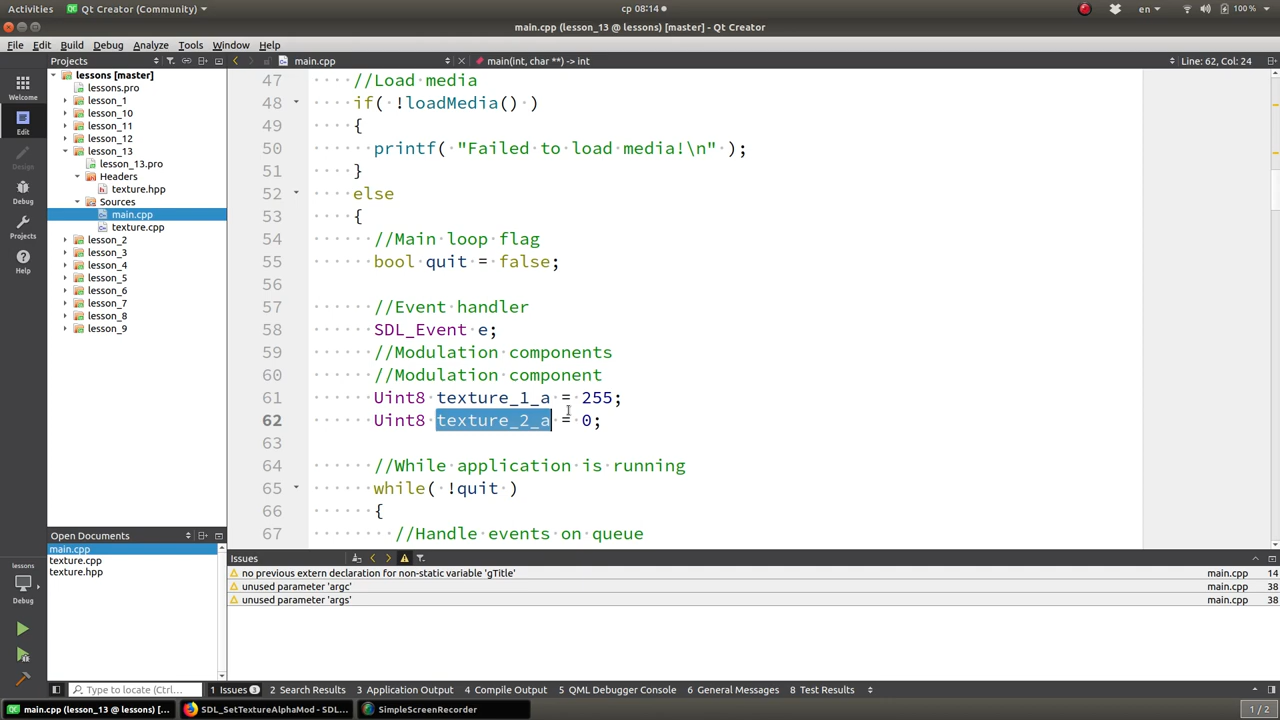 Activities Qt Creator (Community) ср 08:14 en 100 %
main.cpp (lesson_13 @ lessons) [master] - Qt Creator
File Edit Build Debug Analyze Tools Window Help
Projects main.cpp main(int, char **) -> int Line: 62, Col: 24
Welcome
Edit
Design
Debug
Projects
Help
lessons [master]
lessons.pro
lesson_1
lesson_10
lesson_11
lesson_12
lesson_13
lesson_13.pro
Headers
texture.hpp
Sources
main.cpp
texture.cpp
lesson_2
lesson_3
lesson_4
lesson_5
lesson_6
lesson_7
lesson_8
lesson_9
47 //Load media
48 if( !loadMedia() )
49 {
50 printf( "Failed to load media!\n" );
51 }
52 else
53 {
54 //Main loop flag
55 bool quit = false;
56
57 //Event handler
58 SDL_Event e;
59 //Modulation components
60 //Modulation component
61 Uint8 texture_1_a = 255;
62 Uint8 texture_2_a = 0;
63
64 //While application is running
65 while( !quit )
66 {
67 //Handle events on queue
Open Documents
main.cpp
texture.cpp
texture.hpp
Issues
no previous extern declaration for non-static variable 'gTitle' main.cpp 14
unused parameter 'argc' main.cpp 38
unused parameter 'args' main.cpp 38
lessons
Debug
Type to locate (Ctrl+... 1 Issues 3 2 Search Results 3 Application Output 4 Compile Output 5 QML Debugger Console 6 General Messages 8 Test Results
main.cpp (lesson_13 @ lessons) [... SDL_SetTextureAlphaMod - SDL... SimpleScreenRecorder 1 / 2